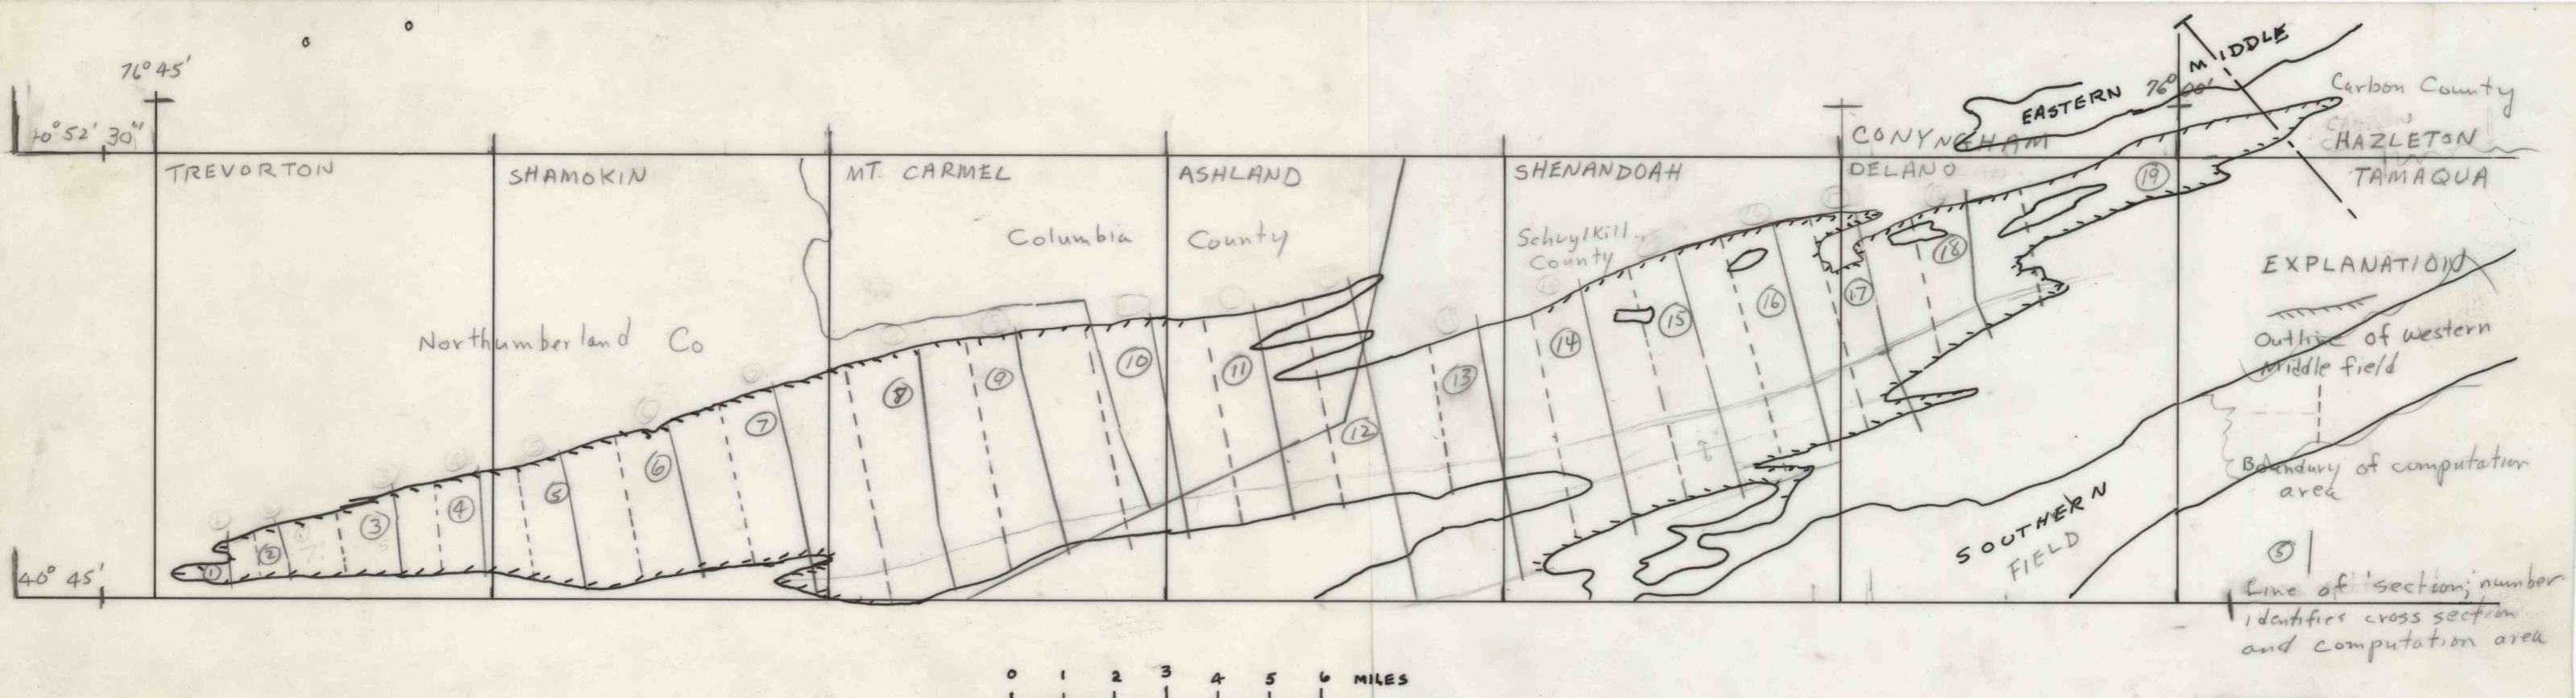 76° 45'
EASTERN MIDDLE
76° 00'
Carbon County
40° 52' 30"
CONYNGHAM
HAZLETON
TREVORTON
SHAMOKIN
MT. CARMEL
ASHLAND
SHENANDOAH
DELANO
TAMAQUA
Columbia County
Schuylkill
County
Northumberland Co
1
2
3
4
5
6
7
8
9
10
11
12
13
14
15
16
17
18
19
EXPLANATION
Outline of western
Middle field
Boundary of computation
area
5
Line of section; number
identifies cross section
and computation area
SOUTHERN
FIELD
40° 45'
0 1 2 3 4 5 6 MILES